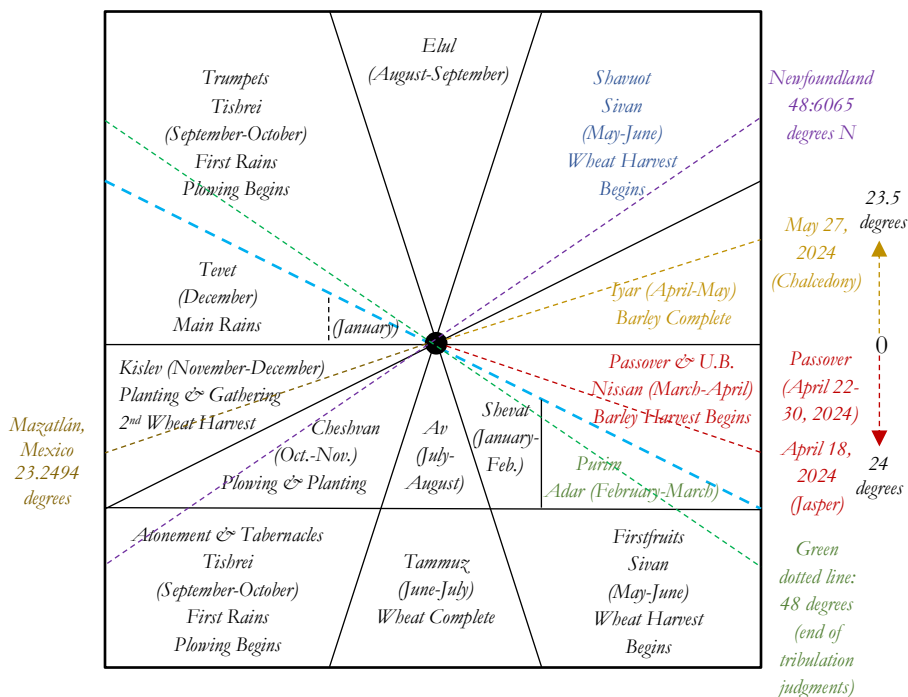 Elul
(August-September)
Trumpets
Tishrei
(September-October)
First Rains
Plowing Begins
Shavuot
Sivan
(May-June)
Wheat Harvest
Begins
Newfoundland
48:6065
degrees N
23.5
degrees
May 27,
2024
(Chalcedony)
Tevet
(December)
Main Rains
(January)
Iyar (April-May)
Barley Complete
0
Kislev (November-December)
Planting & Gathering
2nd Wheat Harvest
Passover & U.B.
Nissan (March-April)
Barley Harvest Begins
Passover
(April 22-
30, 2024)
Mazatlán,
Mexico
23.2494
degrees
Cheshvan
(Oct.-Nov.)
Plowing & Planting
Av
(July-
August)
Shevat
(January-
Feb.)
Purim
Adar (February-March)
April 18,
2024
(Jasper)
24
degrees
Atonement & Tabernacles
Tishrei
(September-October)
First Rains
Plowing Begins
Tammuz
(June-July)
Wheat Complete
Firstfruits
Sivan
(May-June)
Wheat Harvest
Begins
Green
dotted line:
48 degrees
(end of
tribulation
judgments)